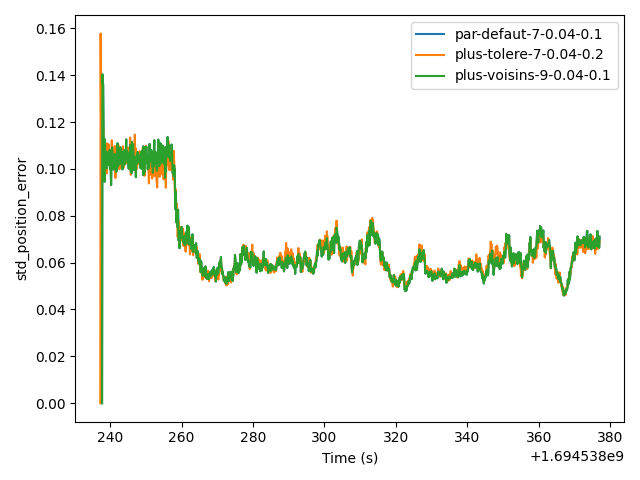 par-defaut-7-0.04-0.1
plus-tolere-7-0.04-0.2
plus-voisins-9-0.04-0.1
std_position_error
0.16
0.14
0.12
0.10
0.08
0.06
0.04
0.02
0.00
240 260 280 300 320 340 360 380
Time (s)
+1.694538e9